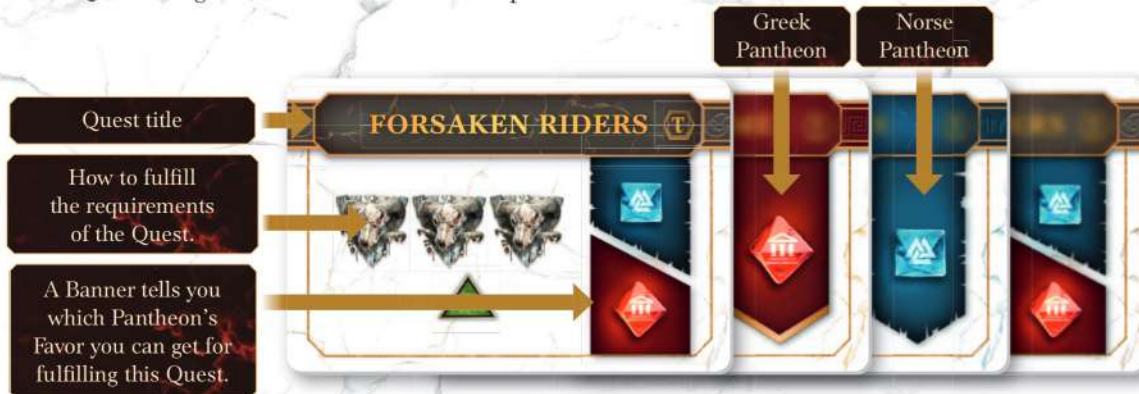 Greek
Pantheon
Norse
Pantheon
Quest title
FORSAKEN RIDERS T
How to fulfill
the requirements
of the Quest.
A Banner tells you
which Pantheon's
Favor you can get for
fulfilling this Quest.